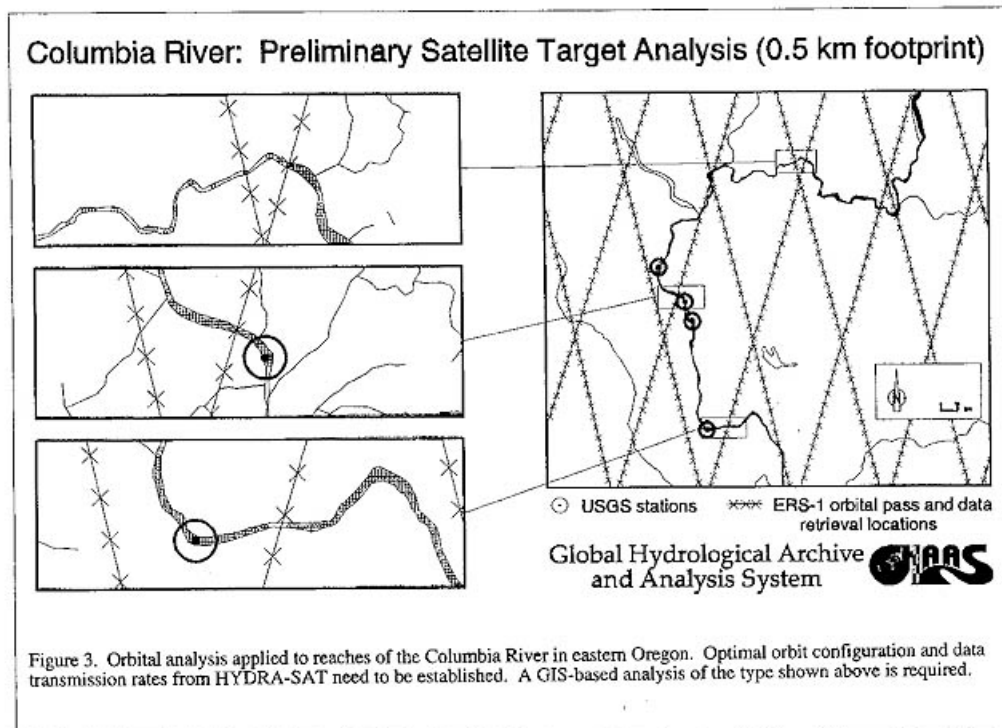 Columbia River: Preliminary Satellite Target Analysis (0.5 km footprint)
N
USGS stations
ERS-1 orbital pass and data
retrieval locations
Global Hydrological Archive
and Analysis System
GHAAS
Figure 3. Orbital analysis applied to reaches of the Columbia River in eastern Oregon. Optimal orbit configuration and data
transmission rates from HYDRA-SAT need to be established. A GIS-based analysis of the type shown above is required.